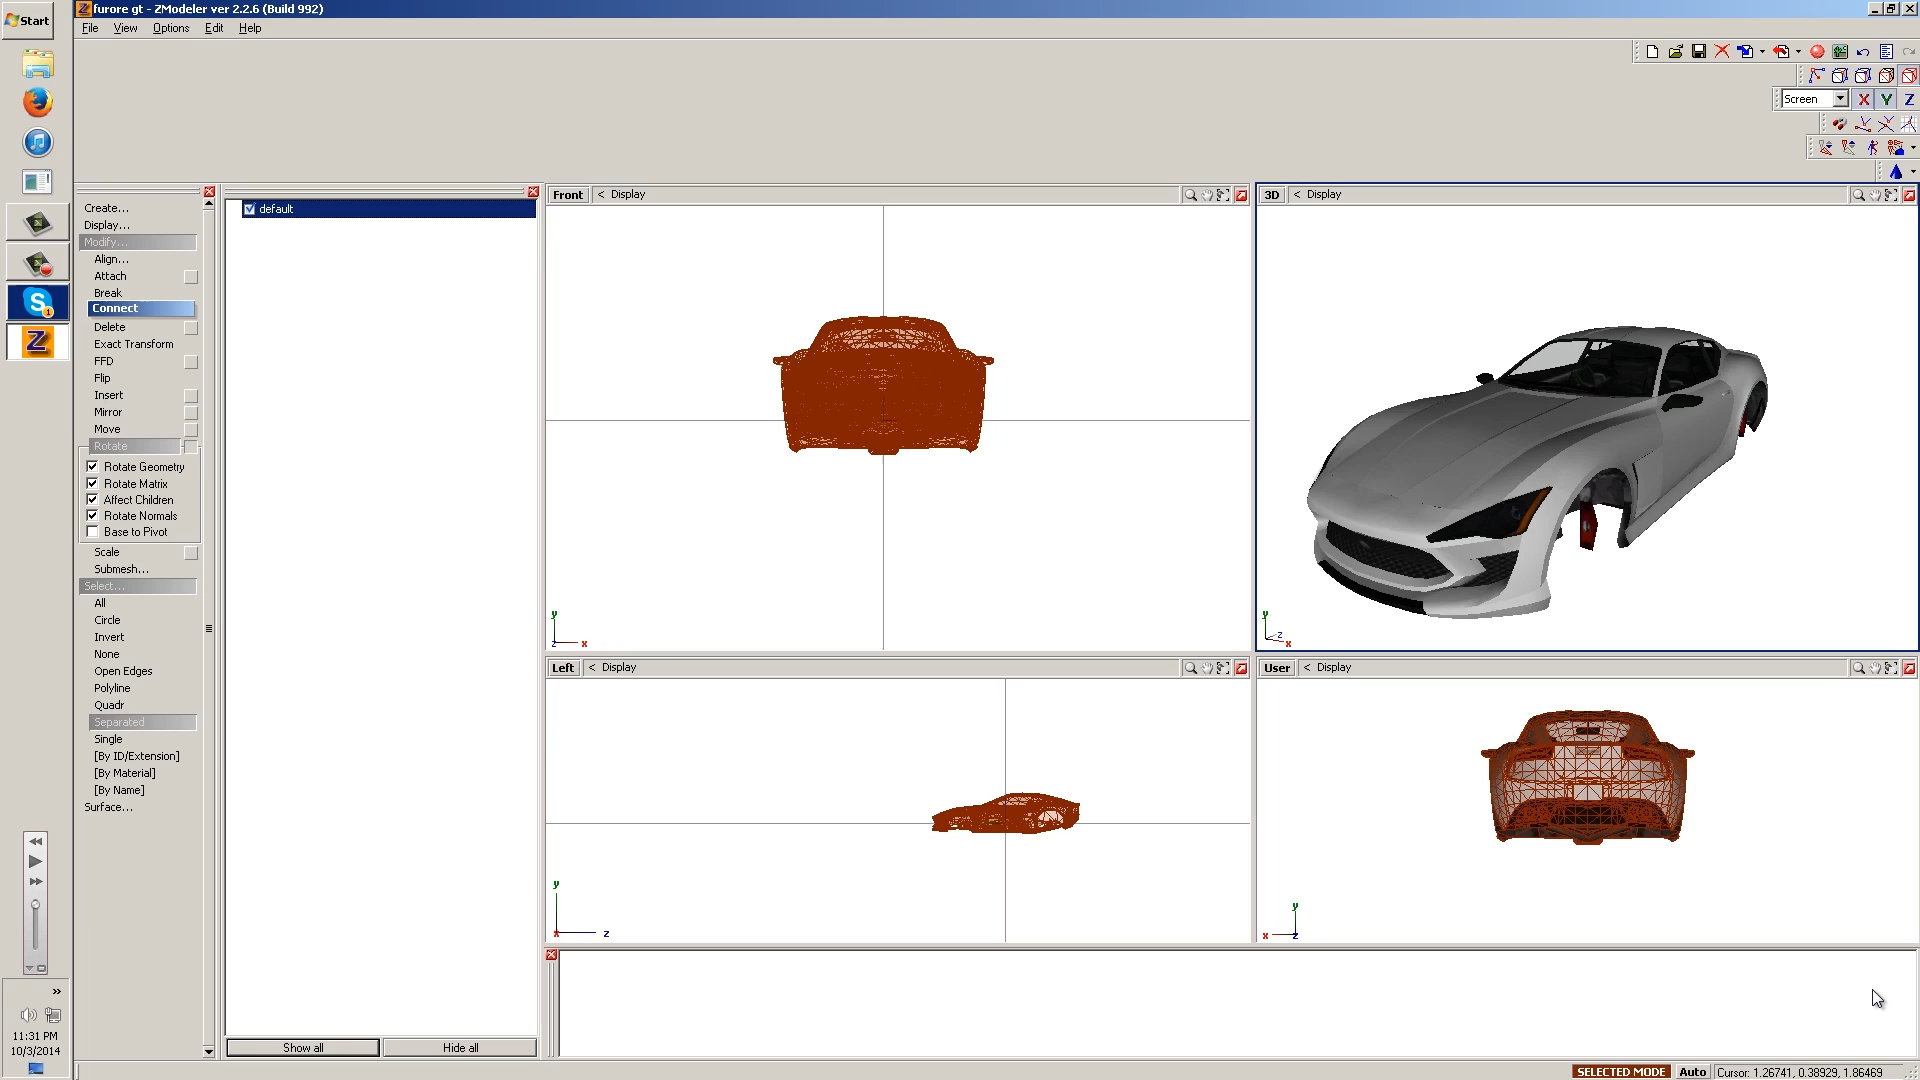 Start
furore gt - ZModeler ver 2.2.6 (Build 992)
File View Options Edit Help
Screen X Y Z
Create...
Display...
Modify...
Align...
Attach
Break
Connect
Delete
Exact Transform
FFD
Flip
Insert
Mirror
Move
Rotate
Rotate Geometry
Rotate Matrix
Affect Children
Rotate Normals
Base to Pivot
Scale
Submesh...
Select...
All
Circle
Invert
None
Open Edges
Polyline
Quadr
Separated
Single
[By ID/Extension]
[By Material]
[By Name]
Surface...
default
Show all
Hide all
Front < Display
y
z x
3D < Display
y
z
x
Left < Display
y
x z
User < Display
y
x z
S 1
Z
»
11:31 PM
10/3/2014
SELECTED MODE Auto Cursor: 1.26741, 0.38929, 1.86469